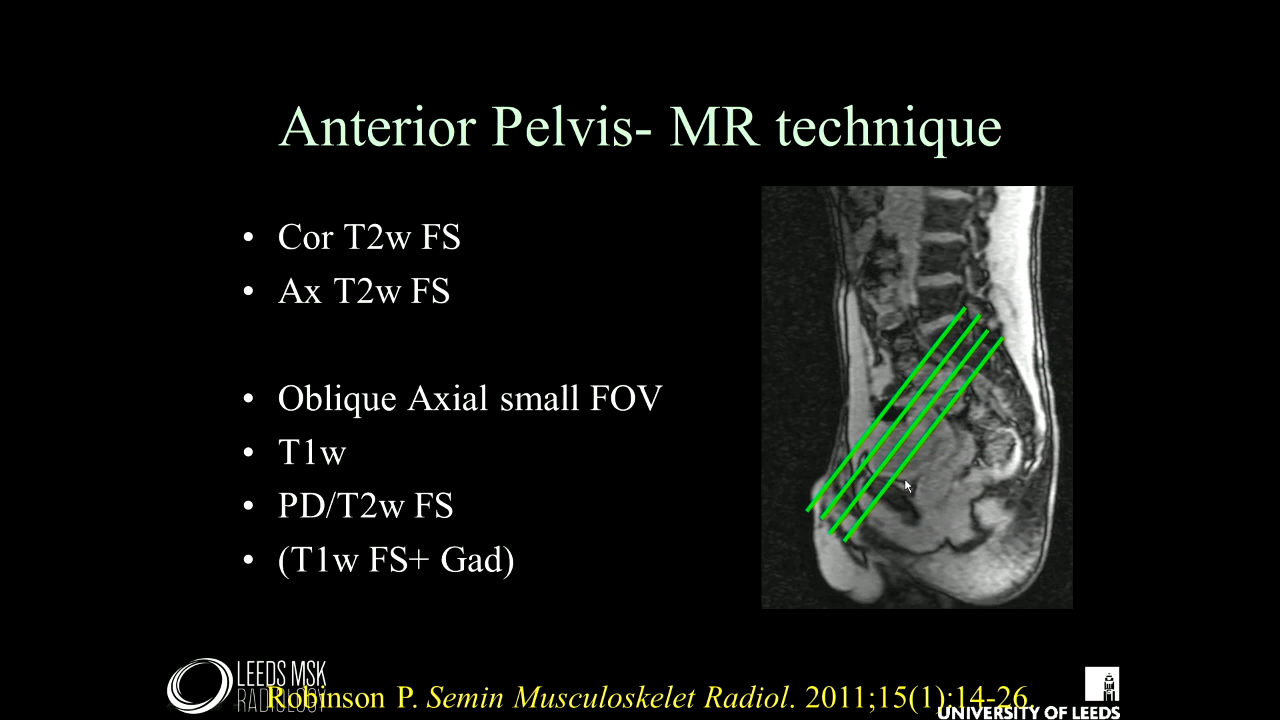 Anterior Pelvis- MR technique
• Cor T2w FS
• Ax T2w FS
• Oblique Axial small FOV
• T1w
• PD/T2w FS
• (T1w FS+ Gad)
LEEDS MSK
RADIOLOGY
Robinson P. Semin Musculoskelet Radiol. 2011;15(1):14-26.
UNIVERSITY OF LEEDS